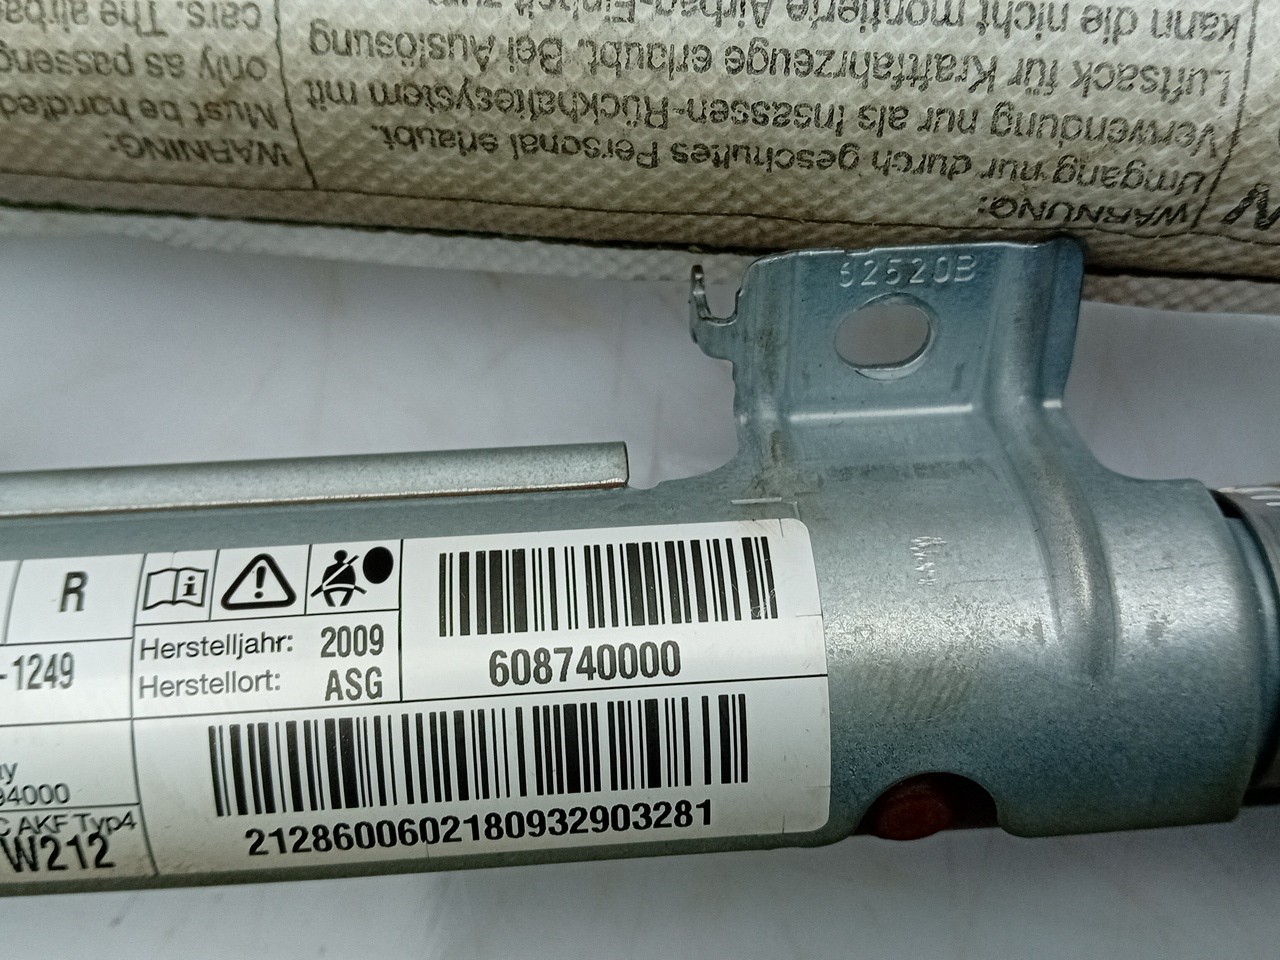 WARNUNG:
Umgang nur durch geschultes Personal erlaubt.
Verwendung nur als Insassen-Rückhaltesystem mit
Luftsack für Kraftfahrzeuge erlaubt. Bei Auslösung
kann die nicht montierte Airbag-Einheit zum
WARNING:
Must be handled
only as passeng
cars. The airba
62520B
R
-1249
Herstelljahr: 2009
Herstellort: ASG
608740000
94000
C AKF Typ4
W212
21286006021809329032​81